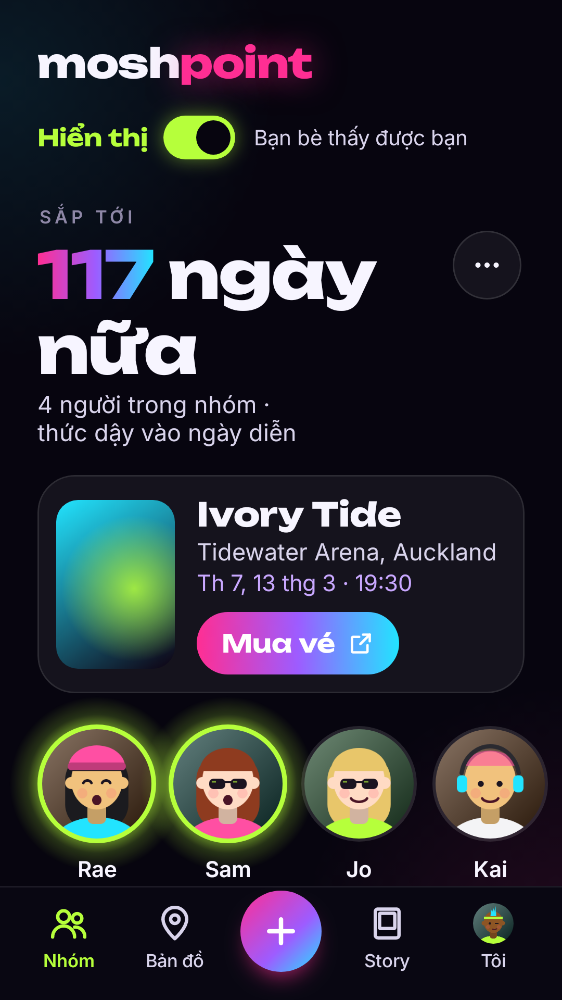 moshpoint
Hiển thị
Bạn bè thấy được bạn
SẮP TỚI
117 ngày
nữa
4 người trong nhóm ·
thức dậy vào ngày diễn
Ivory Tide
Tidewater Arena, Auckland
Th 7, 13 thg 3 · 19:30
Mua vé
Rae
Sam
Jo
Kai
Nhóm
Bản đồ
Story
Tôi